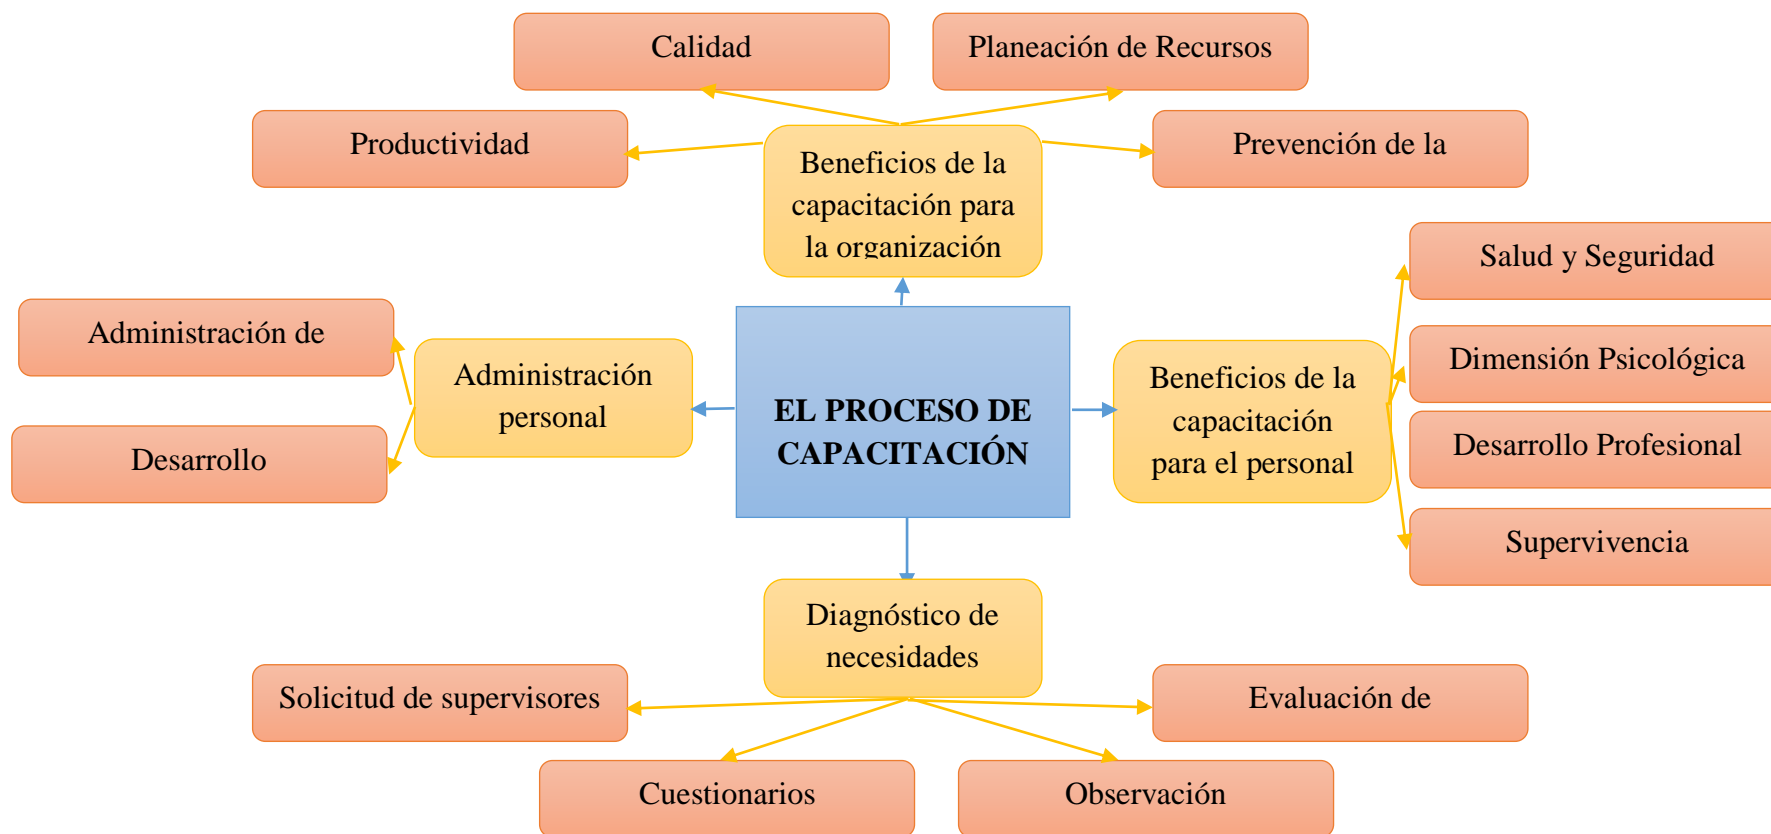 Calidad
Planeación de Recursos
Productividad
Prevención de la
Beneficios de la
capacitación para
la organización
Salud y Seguridad
Administración de
Dimensión Psicológica
Administración
personal
Beneficios de la
capacitación
para el personal
EL PROCESO DE
CAPACITACIÓN
Desarrollo
Desarrollo Profesional
Supervivencia
Diagnóstico de
necesidades
Solicitud de supervisores
Evaluación de
Cuestionarios
Observación